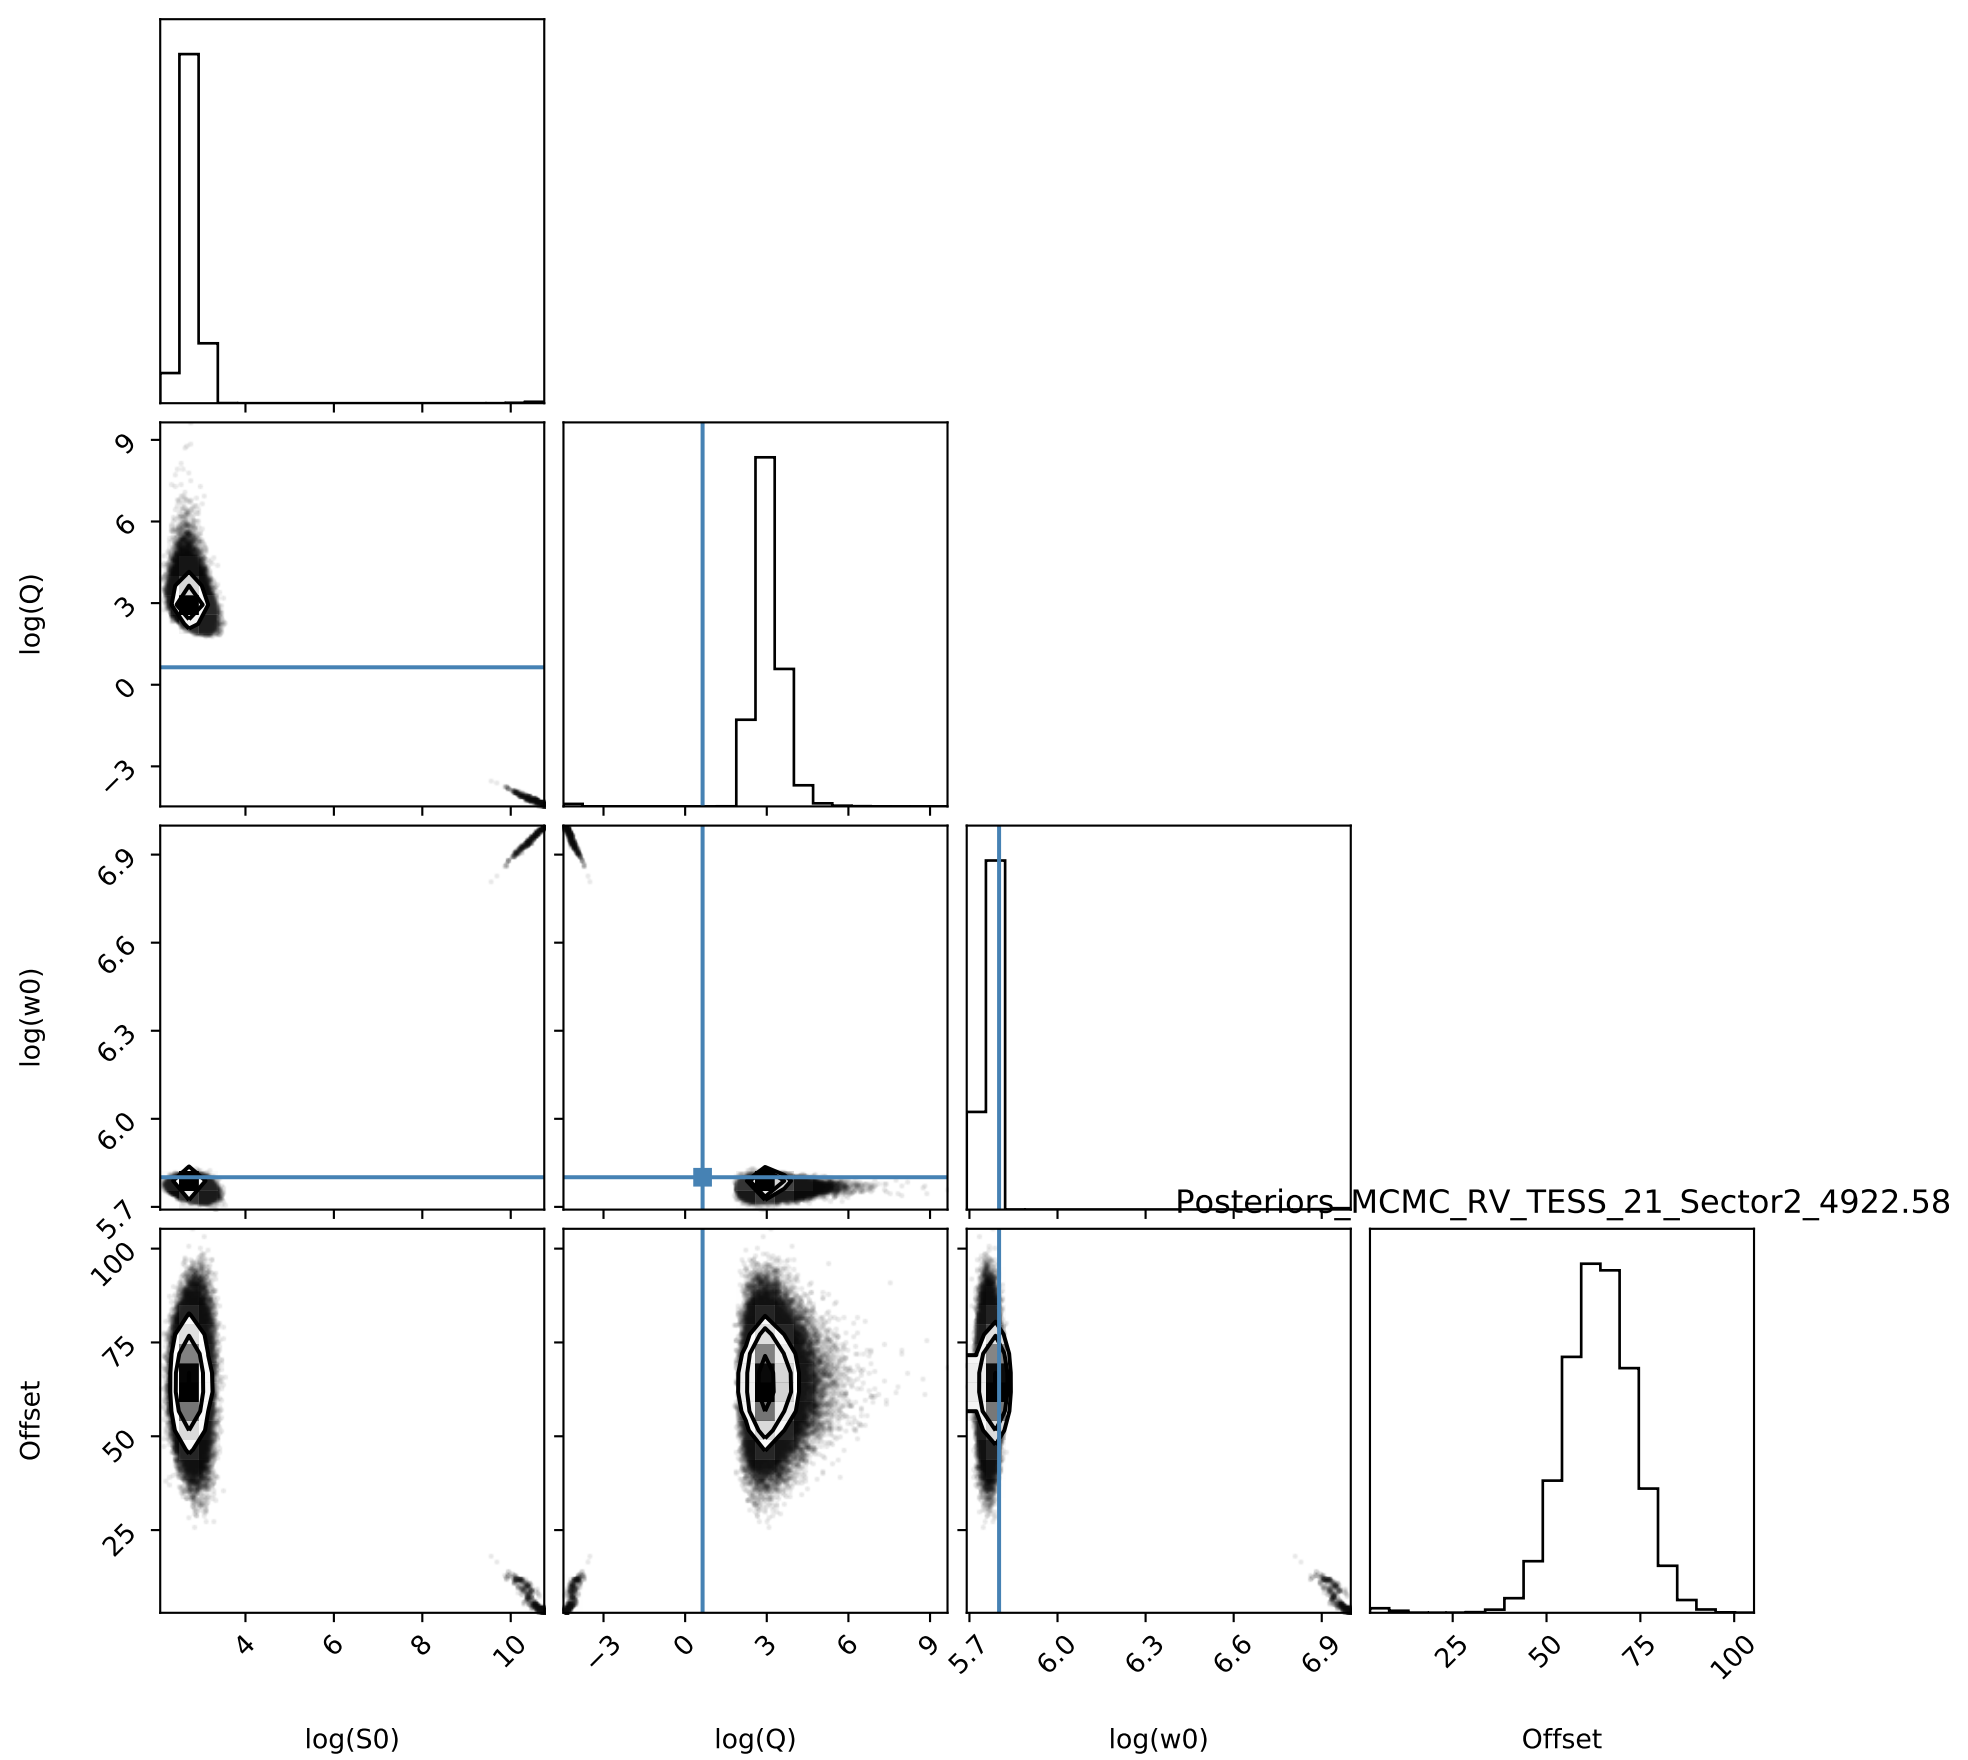 9
6
3
0
−3
log(Q)
6.9
6.6
6.3
6.0
5.7
log(w0)
Posteriors_MCMC_RV_TESS_21_Sector2_4922.58
100
75
50
25
Offset
4 6 8 10 −3 0 3 6 9 5.7 6.0 6.3 6.6 6.9 25 50 75 100
log(S0) log(Q) log(w0) Offset